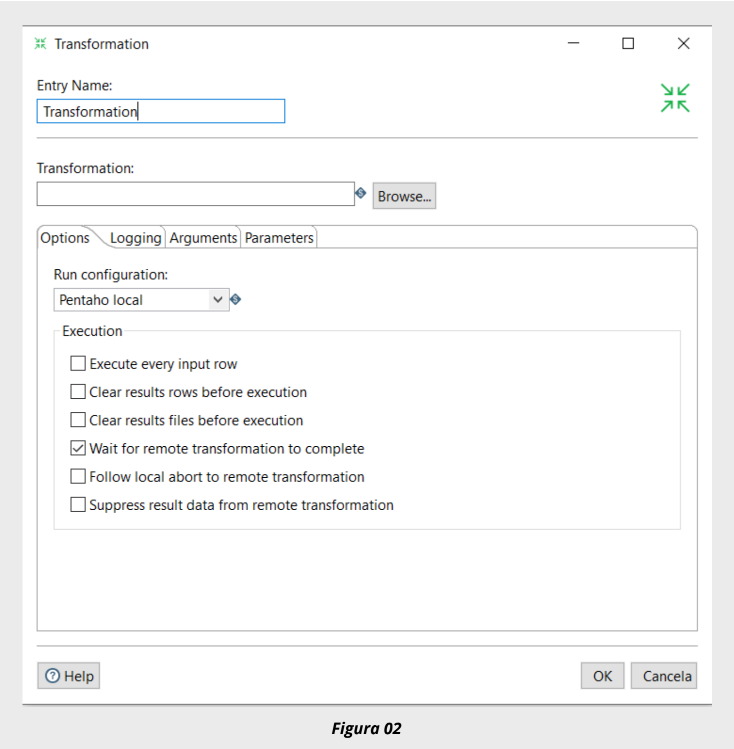 Transformation
Entry Name:
Transformation
Transformation:
Browse...
Options Logging Arguments Parameters
Run configuration:
Pentaho local
Execution
Execute every input row
Clear results rows before execution
Clear results files before execution
Wait for remote transformation to complete
Follow local abort to remote transformation
Suppress result data from remote transformation
Help OK Cancela
Figura 02